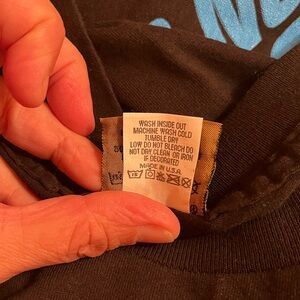 WASH INSIDE OUT
MACHINE WASH COLD
TUMBLE DRY
LOW DO NOT BLEACH DO
NOT DRY CLEAN OR IRON
IF DECORATED
MADE IN U.S.A.